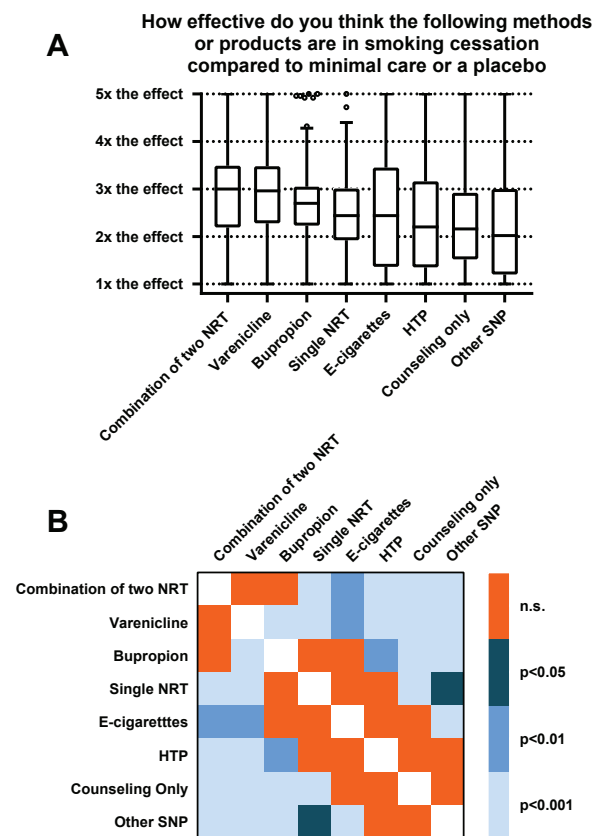 A
How effective do you think the following methods
or products are in smoking cessation
compared to minimal care or a placebo
5x the effect
4x the effect
3x the effect
2x the effect
1x the effect
Combination of two NRT
Varenicline
Bupropion
Single NRT
E-cigarettes
HTP
Counseling only
Other SNP
B
Combination of two NRT
Varenicline
Bupropion
Single NRT
E-cigarettes
HTP
Counseling only
Other SNP
Combination of two NRT
Varenicline
Bupropion
Single NRT
E-cigaretttes
HTP
Counseling Only
Other SNP
n.s.
p<0.05
p<0.01
p<0.001